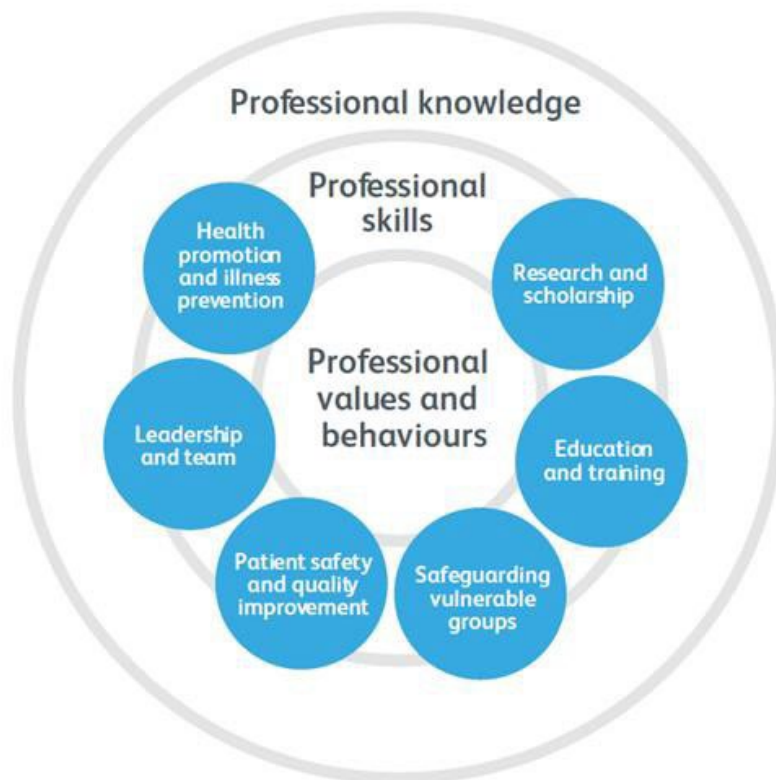 Professional knowledge
Professional
skills
Health
promotion
and illness
prevention
Research and
scholarship
Professional
values and
behaviours
Leadership
and team
Education
and training
Patient safety
and quality
improvement
Safeguarding
vulnerable
groups